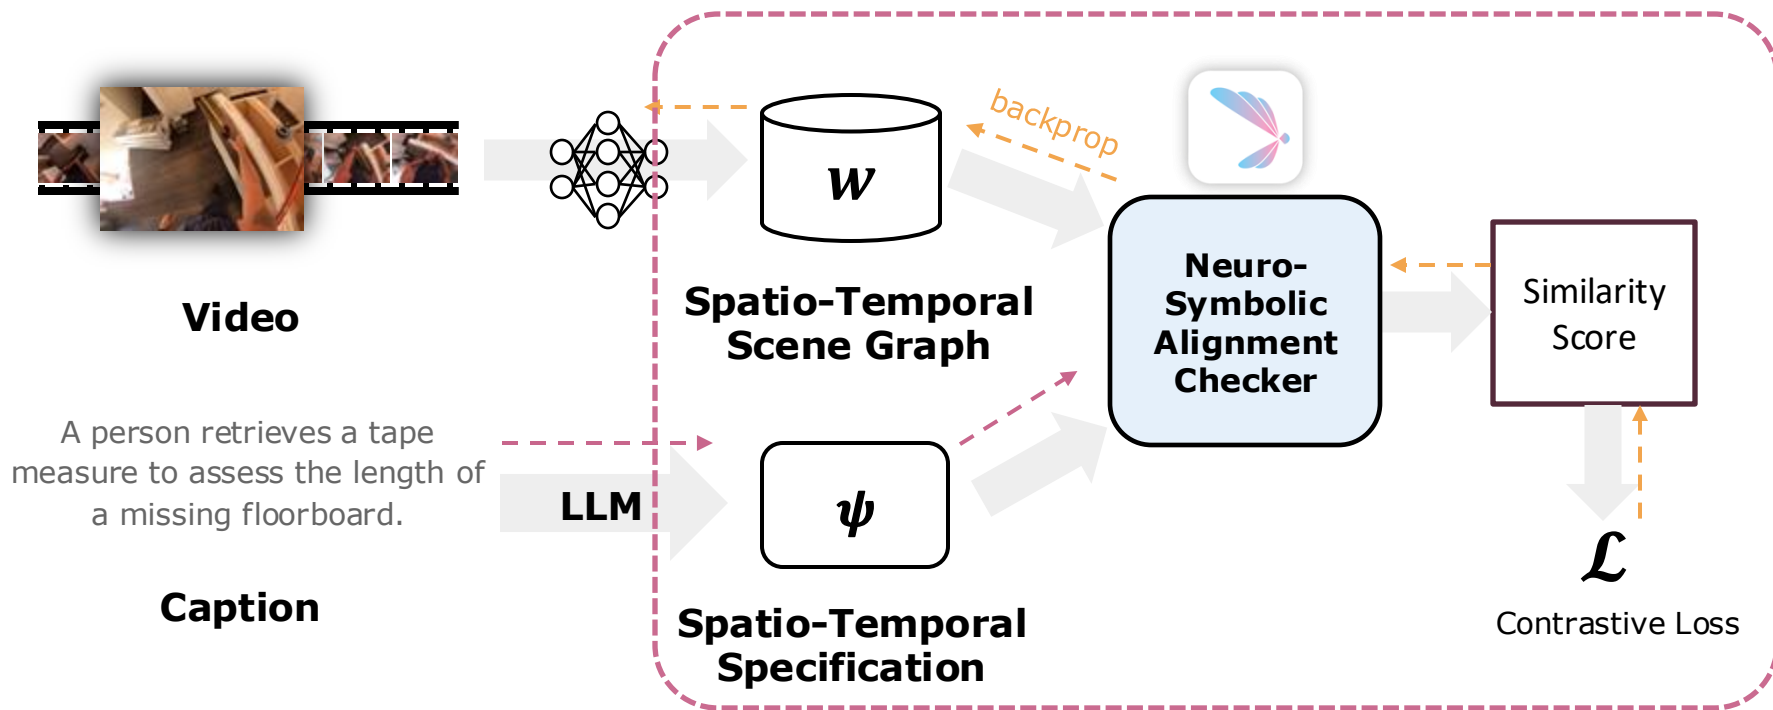 Video
A person retrieves a tape
measure to assess the length of
a missing floorboard.
Caption
LLM
backprop
w
Spatio-Temporal
Scene Graph
ψ
Spatio-Temporal
Specification
Neuro-
Symbolic
Alignment
Checker
Similarity
Score
ℒ
Contrastive Loss